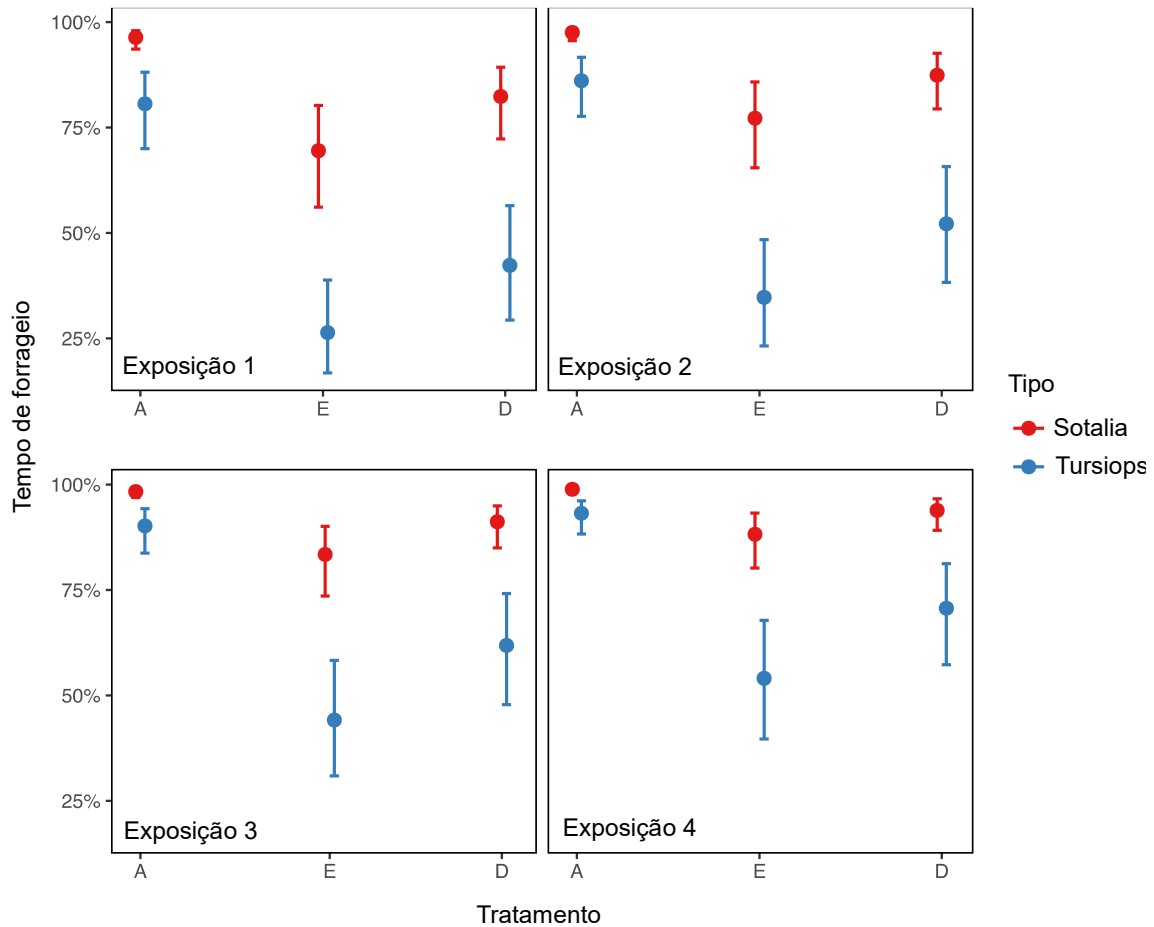 Tempo de forrageio
100%
75%
50%
25%
Exposição 1
A E D
Exposição 2
A E D
100%
75%
50%
25%
Exposição 3
A E D
Exposição 4
A E D
Tratamento
Tipo
Sotalia
Tursiops